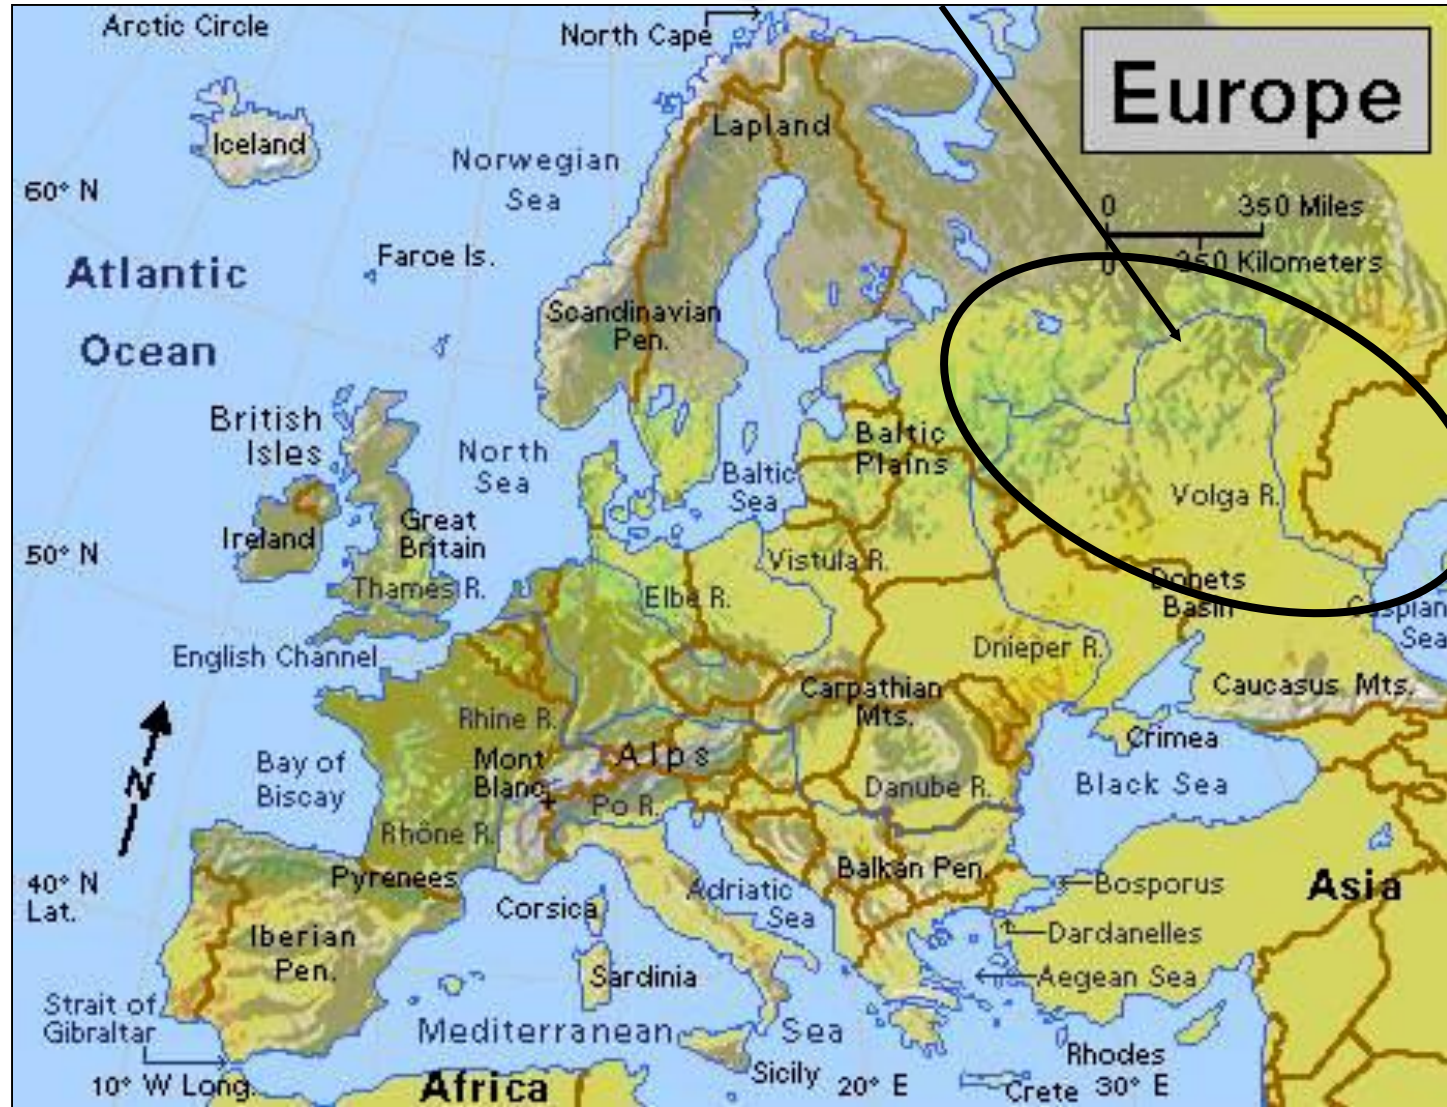 Arctic Circle
North Cape
Europe
Iceland
Lapland
Norwegian
Sea
60° N
0 350 Miles
0 350 Kilometers
Faroe Is.
Atlantic
Ocean
Scandinavian
Pen.
British
Isles
North
Sea
Baltic
Plains
Baltic
Sea
Volga R.
Ireland
Great
Britain
50° N
Vistula R.
Thames R.
Elbe R.
Donets
Basin
Caspian
Sea
English Channel
Dnieper R.
Carpathian
Mts.
Caucasus Mts.
Rhine R.
N
Mont
Blanc
Alps
Crimea
Bay of
Biscay
Black Sea
Danube R.
Po R.
Rhône R.
Balkan Pen.
Pyrenees
40° N
Lat.
Bosporus
Asia
Adriatic
Sea
Corsica
Iberian
Pen.
Dardanelles
Sardinia
Aegean Sea
Strait of
Gibraltar
Mediterranean Sea
Rhodes
Sicily
10° W Long.
Africa
20° E
Crete
30° E